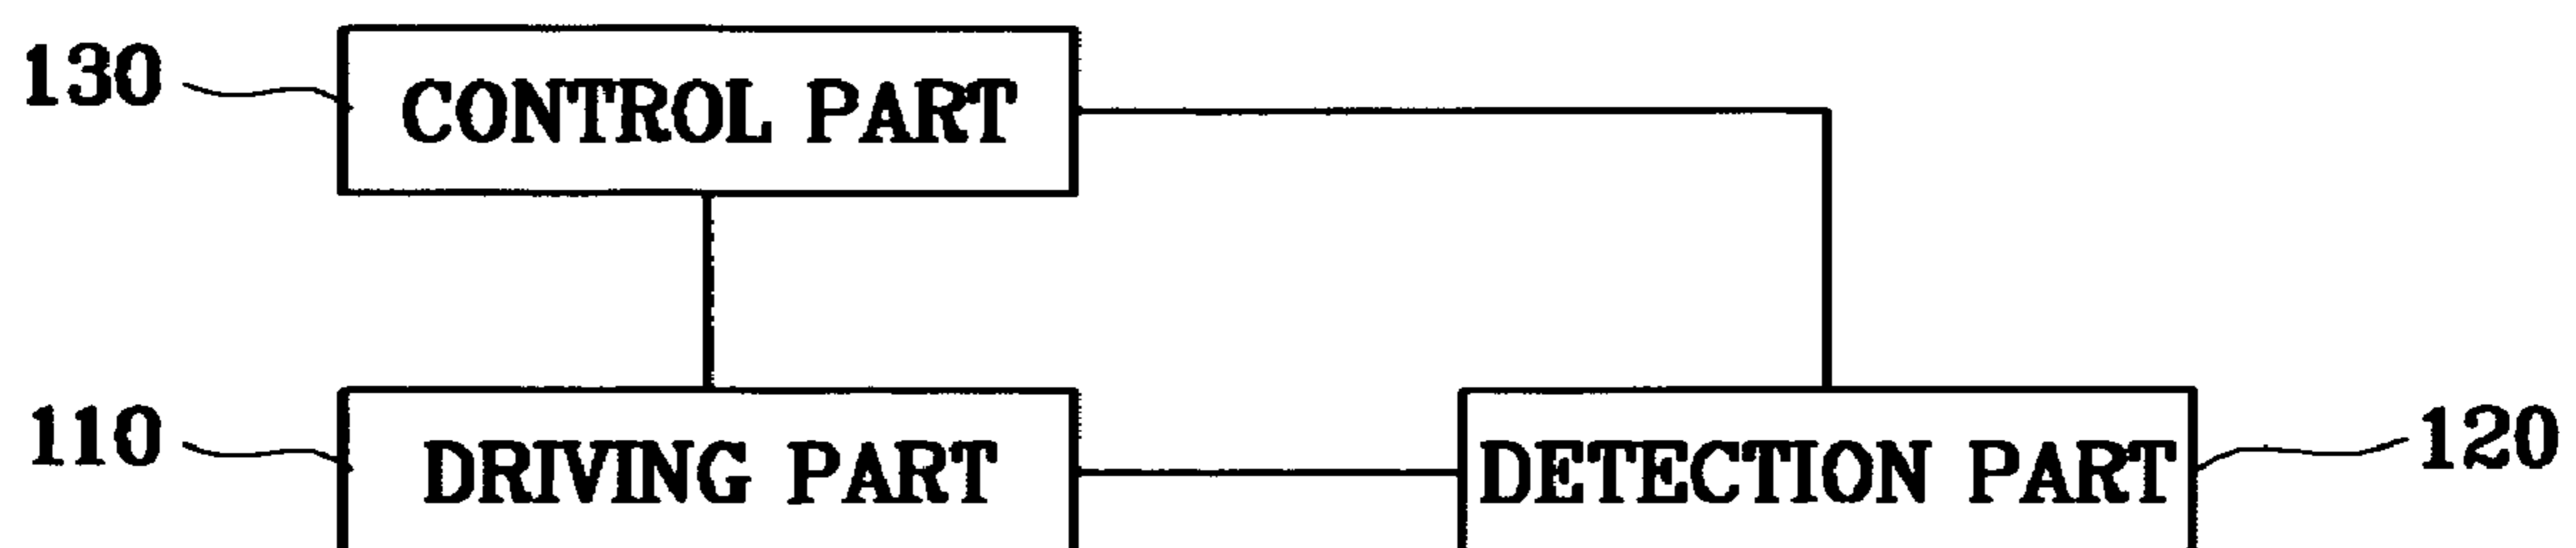 130 CONTROL PART
110 DRIVING PART DETECTION PART 120